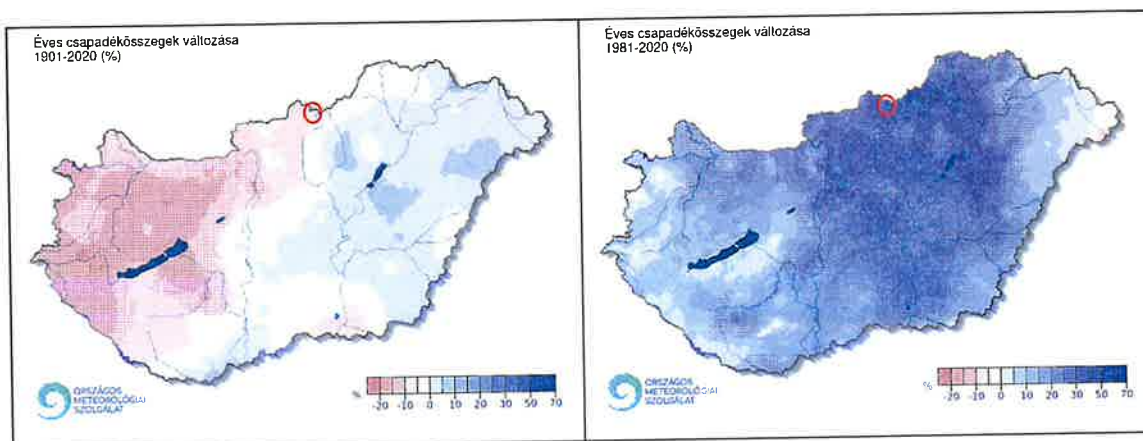 Éves csapadékösszegek változása
1901-2020 (%)
ORSZÁGOS
METEOROLÓGIAI
SZOLGÁLAT
%
-20 -10 0 10 20 30 50 70
Éves csapadékösszegek változása
1981-2020 (%)
ORSZÁGOS
METEOROLÓGIAI
SZOLGÁLAT
%
-20 -10 0 10 20 30 50 70